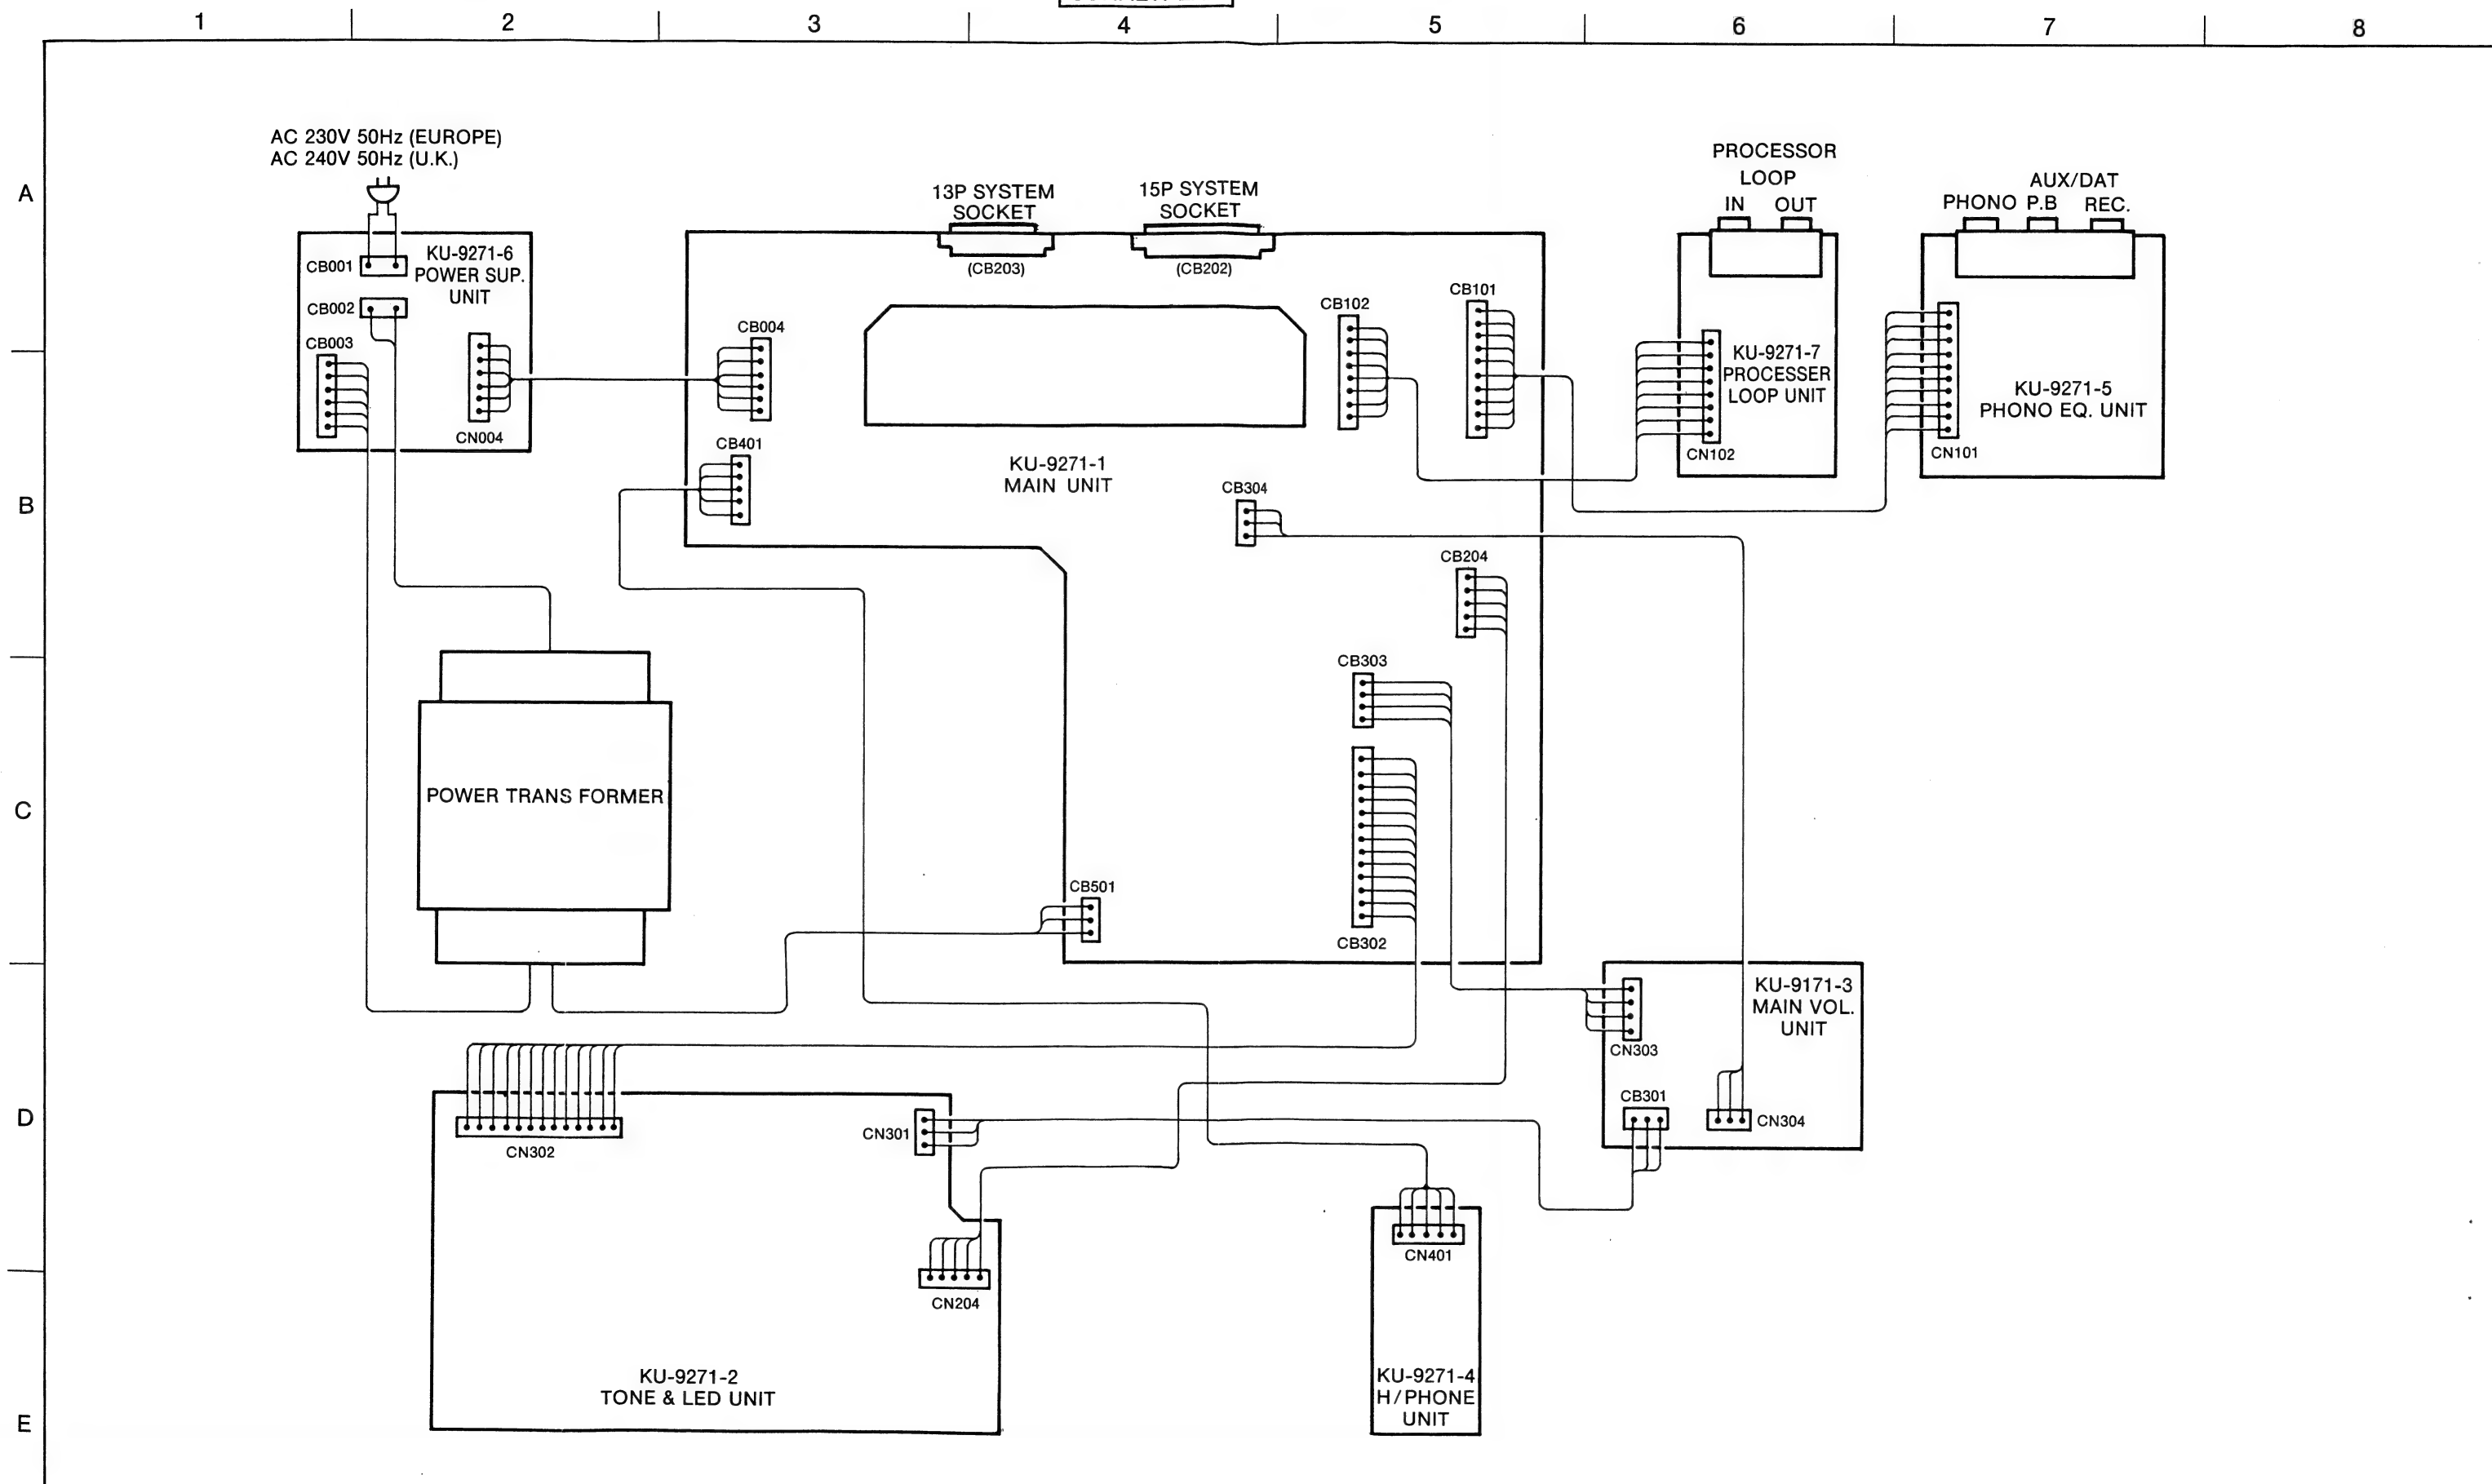 1 2 3 4 5 6 7 8
A
B
C
D
E
AC 230V 50Hz (EUROPE)
AC 240V 50Hz (U.K.)
CB001
KU-9271-6
POWER SUP.
UNIT
CB002
CB003
CN004
13P SYSTEM
SOCKET
(CB203)
15P SYSTEM
SOCKET
(CB202)
CB004
CB401
CB102
CB101
KU-9271-1
MAIN UNIT
CB304
CB204
CB303
CB302
CB501
PROCESSOR
LOOP
IN OUT
KU-9271-7
PROCESSER
LOOP UNIT
CN102
AUX/DAT
PHONO P.B REC.
KU-9271-5
PHONO EQ. UNIT
CN101
POWER TRANS FORMER
KU-9171-3
MAIN VOL.
UNIT
CN303
CB301
CN304
CN302
CN301
CN204
KU-9271-2
TONE & LED UNIT
CN401
KU-9271-4
H/PHONE
UNIT